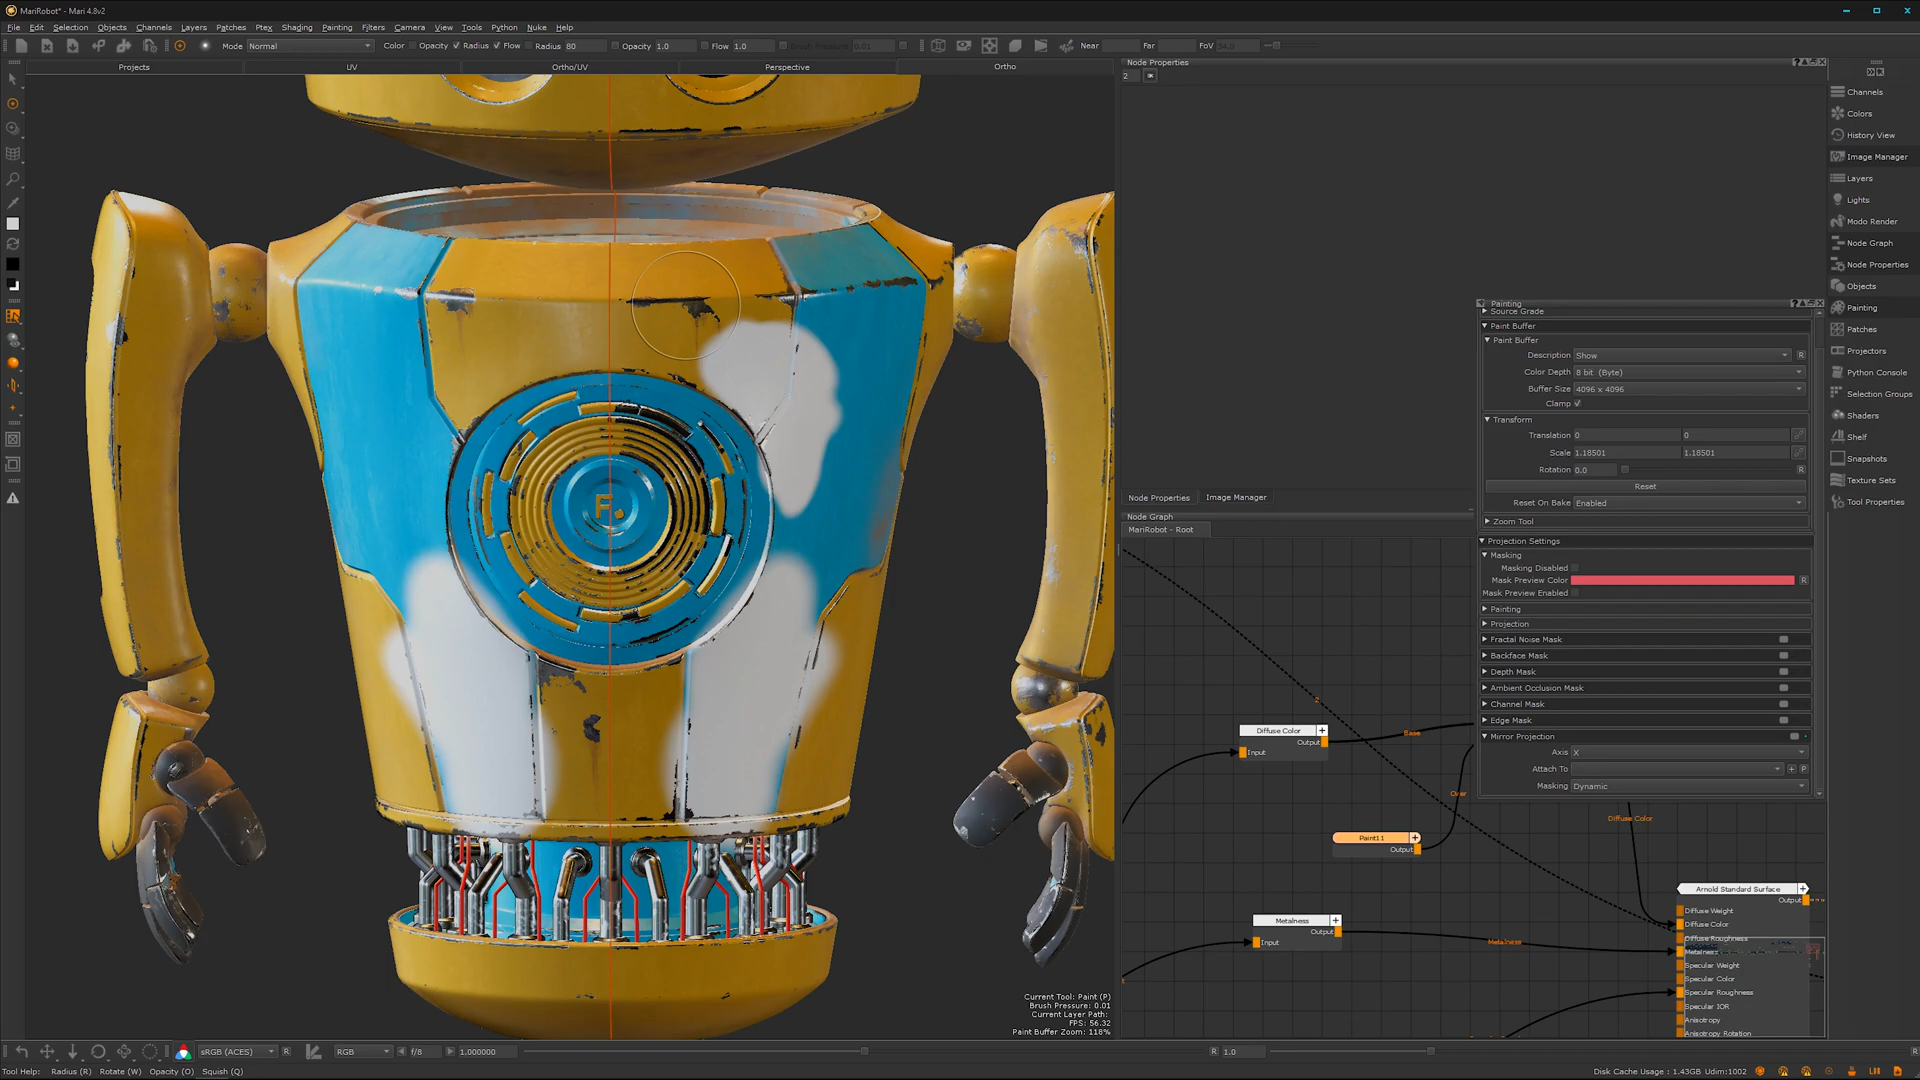 MariRobot* - Mari 4.8v2
File Edit Selection Objects Channels Layers Patches Ptex Shading Painting Filters Camera View Tools Python Nuke Help
Mode Normal Color Opacity Radius Flow Radius 80 Opacity 1.0 Flow 1.0 Brush Pressure 0.01 Near Far FoV 34.0
Projects UV Ortho/UV Perspective Ortho
Node Properties
2
Channels
Colors
History View
Image Manager
Layers
Lights
Modo Render
Node Graph
Node Properties
Objects
Painting
Patches
Projectors
Python Console
Selection Groups
Shaders
Shelf
Snapshots
Texture Sets
Tool Properties
Painting
Source Grade
Paint Buffer
Paint Buffer
Description Show R
Color Depth 8 bit (Byte)
Buffer Size 4096 x 4096
Clamp
Transform
Translation 0 0
Scale 1.18501 1.18501
Rotation 0.0 R
Reset
Reset On Bake Enabled
Zoom Tool
Projection Settings
Masking
Masking Disabled
Mask Preview Color R
Mask Preview Enabled
Painting
Projection
Fractal Noise Mask
Backface Mask
Depth Mask
Ambient Occlusion Mask
Channel Mask
Edge Mask
Mirror Projection
Axis X
Attach To + P
Masking Dynamic
Node Properties Image Manager
Node Graph
MariRobot - Root
2
Diffuse Color +
Output
Input
Base
Over
Paint11 +
Output
Metalness +
Output
Input
Metalness
Diffuse Color
Arnold Standard Surface +
Output
Diffuse Weight
Diffuse Color
Diffuse Roughness
Metalness
Specular Weight
Specular Color
Specular Roughness
Specular IOR
Anisotropy
Anisotropy Rotation
F.
Current Tool: Paint (P)
Brush Pressure: 0.01
Current Layer Path:
FPS: 56.32
Paint Buffer Zoom: 118%
sRGB (ACES) R RGB f/8 1.000000 R 1.0 R
Tool Help: Radius (R) Rotate (W) Opacity (O) Squish (Q)
Disk Cache Usage : 1.43GB Udim:1002